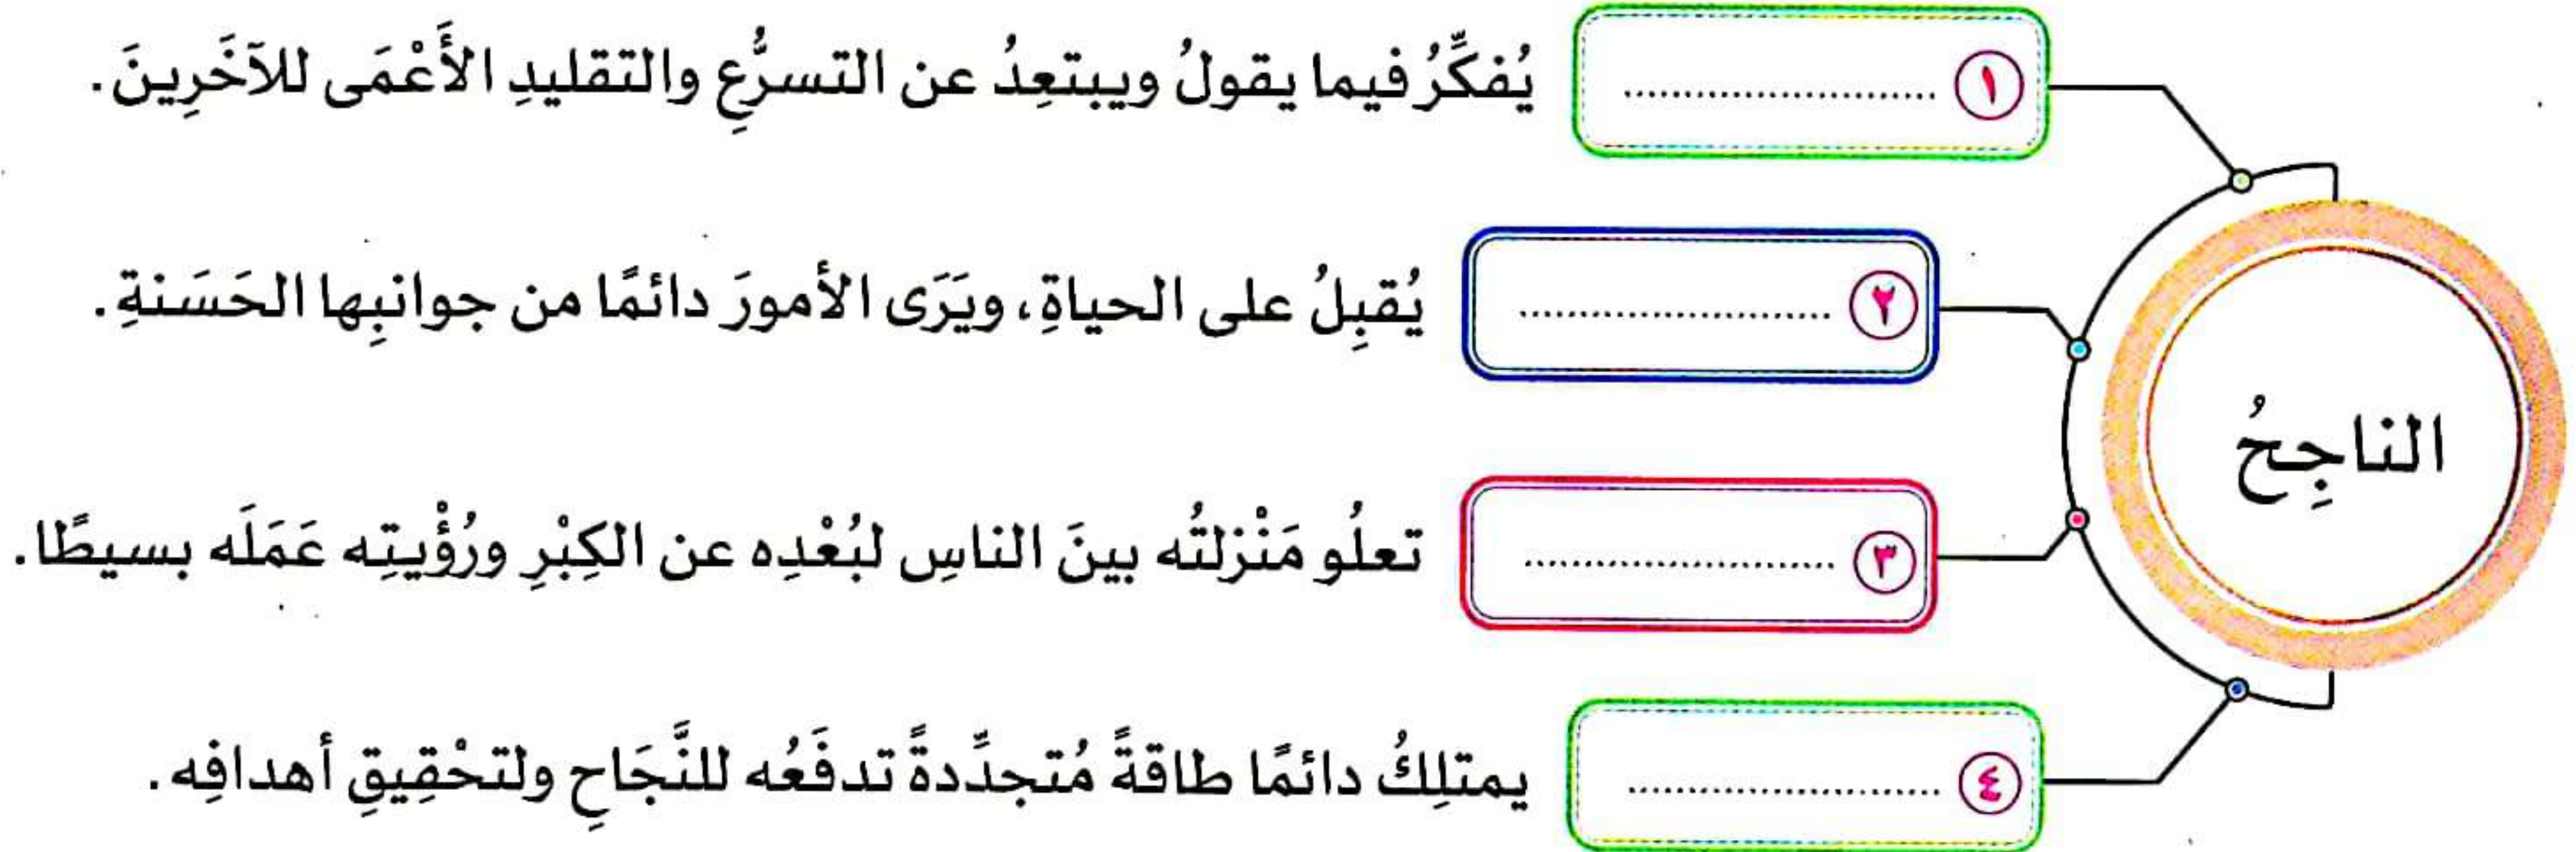 الناجِحُ
١ ........................ يُفكِّرُ فيما يقولُ ويبتعِدُ عن التسرُّعِ والتقليدِ الأَعْمَى للآخَرِينَ.
٢ ........................ يُقبِلُ على الحياةِ، ويَرَى الأمورَ دائمًا من جوانبِها الحَسَنةِ.
٣ ........................ تعلُو مَنْزلتُه بينَ الناسِ لبُعْدِه عن الكِبْرِ ورُؤْيتِه عَمَلَه بسيطًا.
٤ ........................ يمتلِكُ دائمًا طاقةً مُتجدِّدةً تدفَعُه للنَّجَاحِ ولتحْقِيقِ أهدافِه.